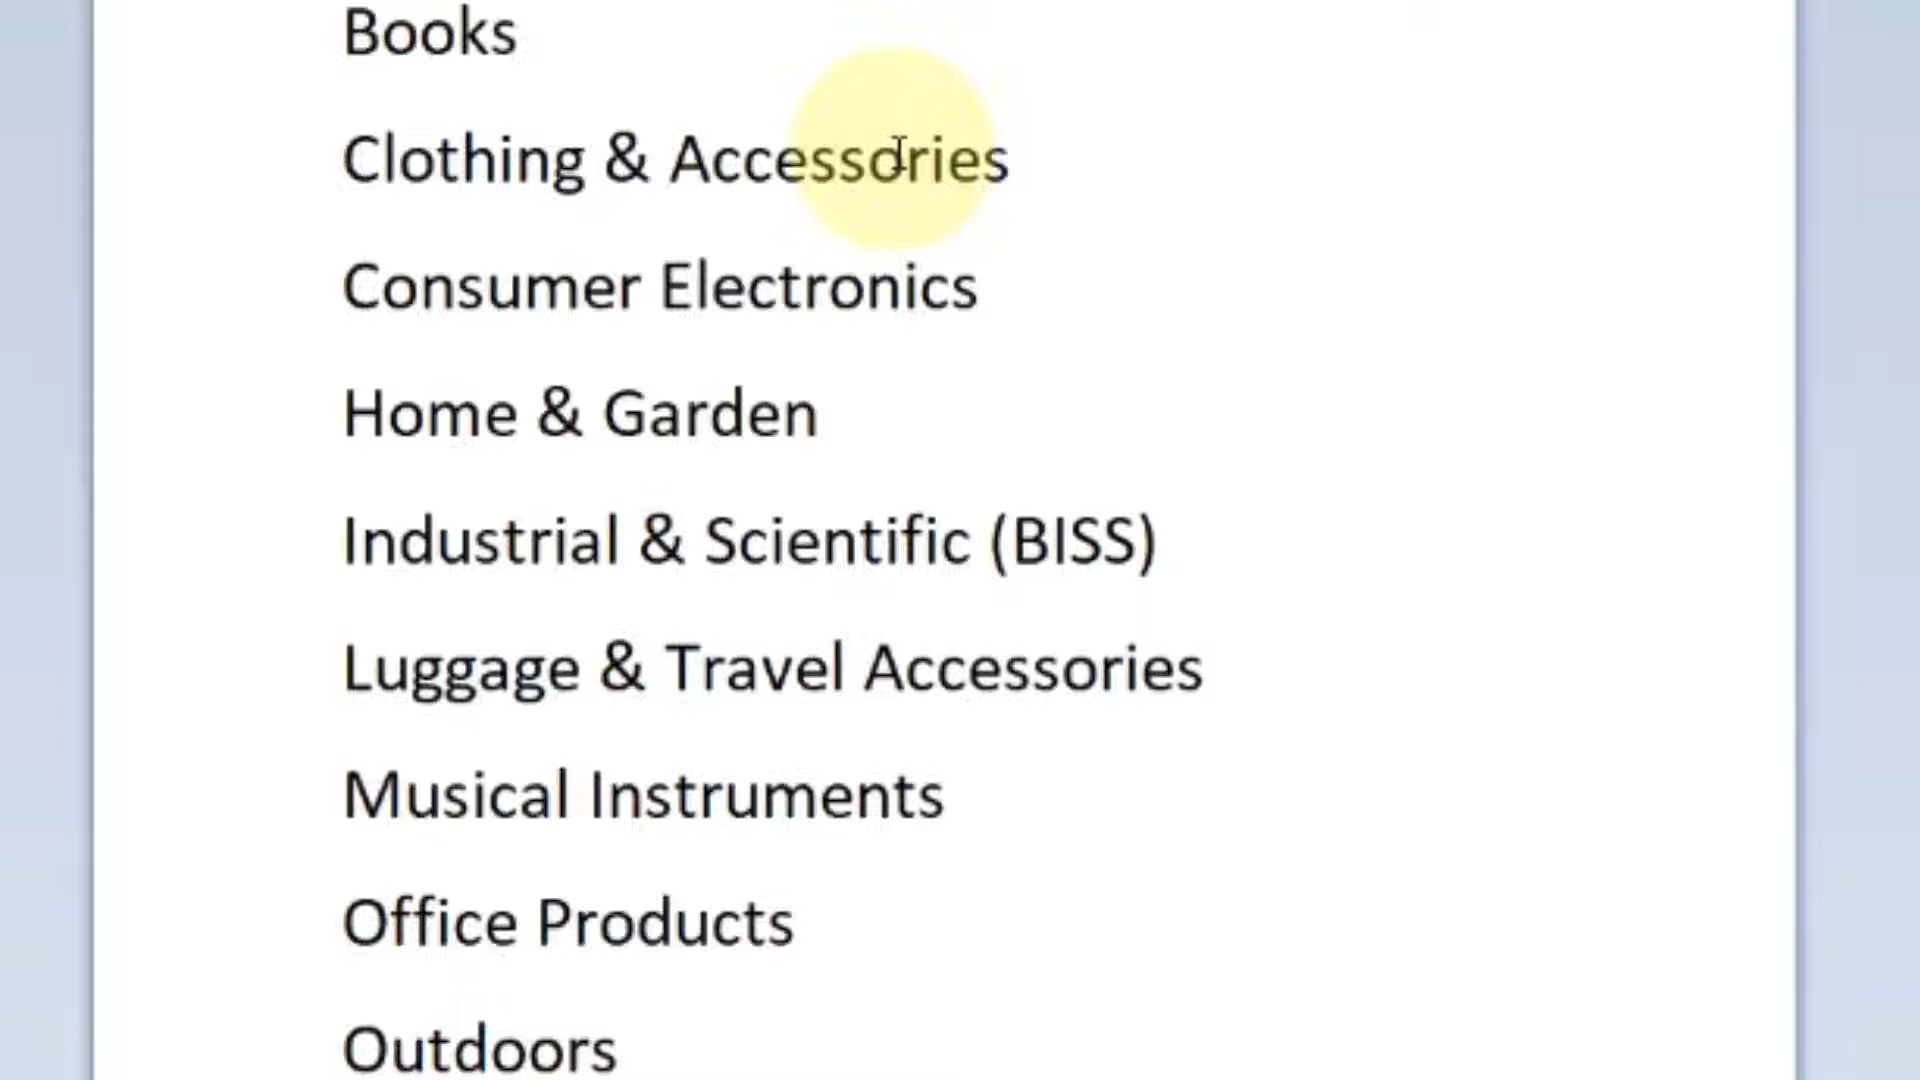 Books
Clothing & Accessories
Consumer Electronics
Home & Garden
Industrial & Scientific (BISS)
Luggage & Travel Accessories
Musical Instruments
Office Products
Outdoors